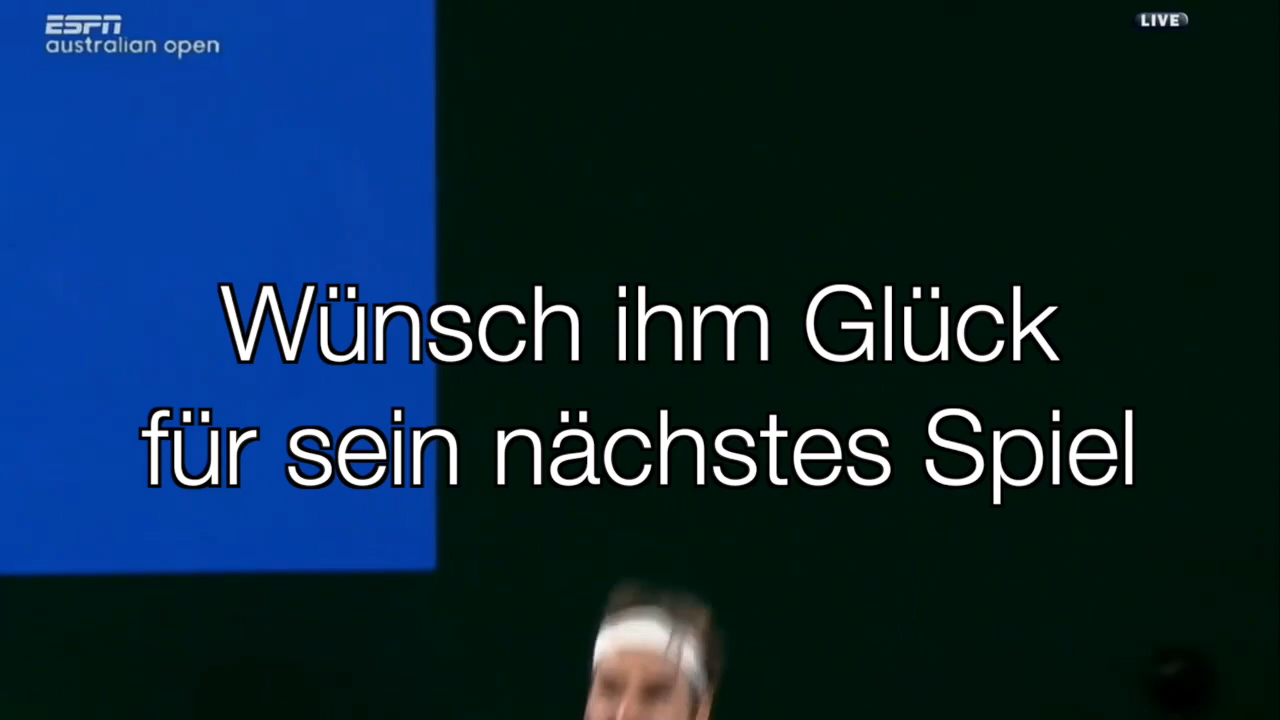 ESPN
australian open
LIVE
Wünsch ihm Glück
für sein nächstes Spiel